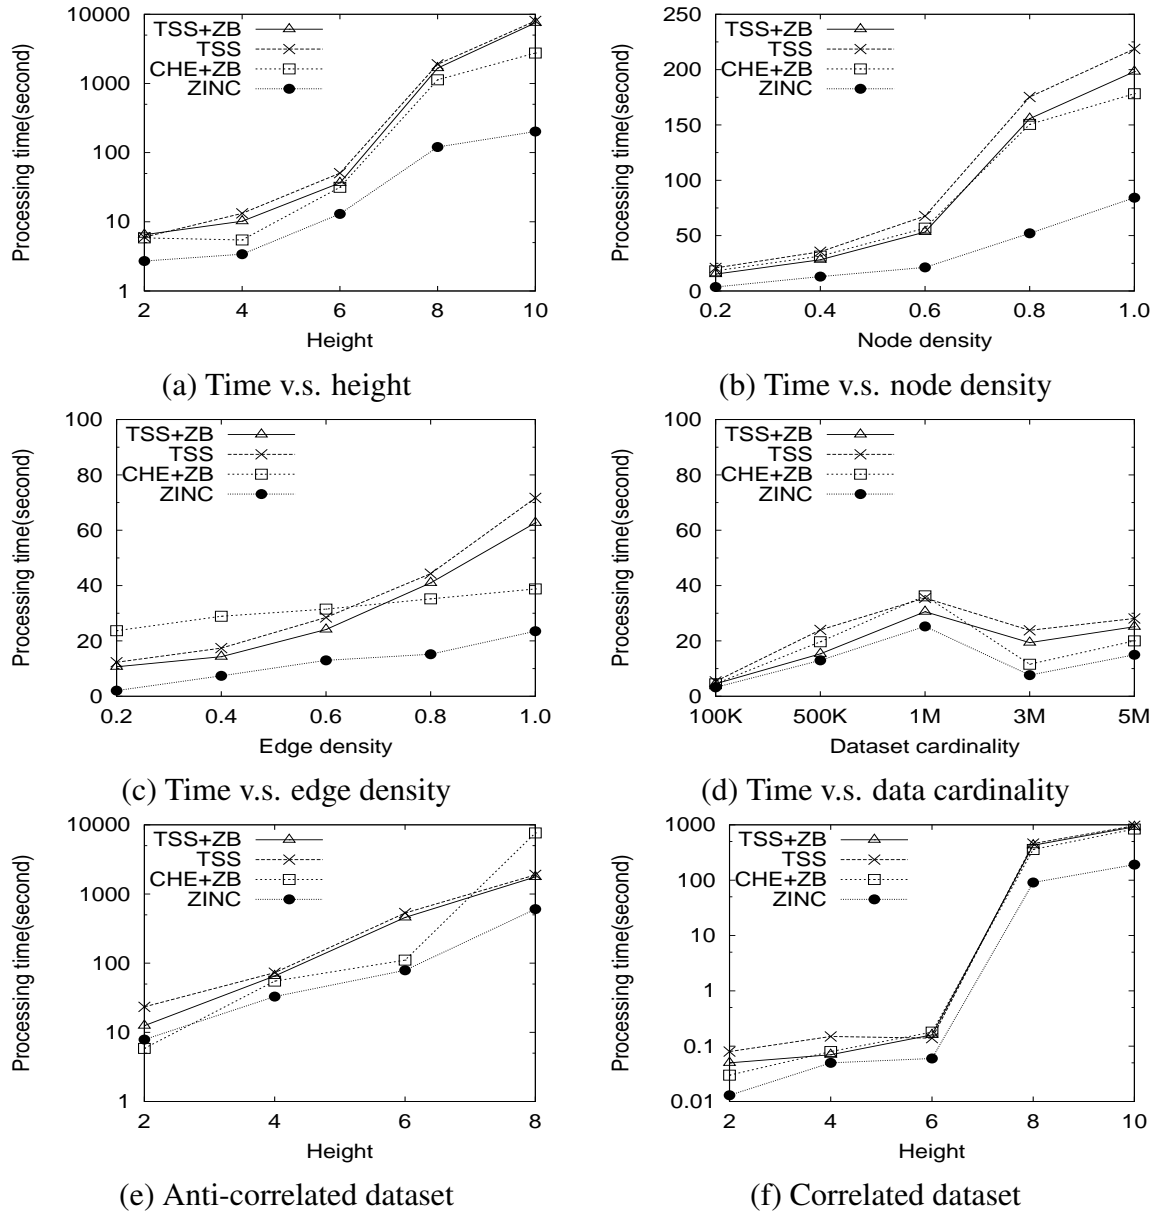 10000
1000
100
10
1
2 4 6 8 10
Processing time(second)
Height
TSS+ZB
TSS
CHE+ZB
ZINC
(a) Time v.s. height
250
200
150
100
50
0
0.2 0.4 0.6 0.8 1.0
Processing time(second)
Node density
TSS+ZB
TSS
CHE+ZB
ZINC
(b) Time v.s. node density
100
80
60
40
20
0
0.2 0.4 0.6 0.8 1.0
Processing time(second)
Edge density
TSS+ZB
TSS
CHE+ZB
ZINC
(c) Time v.s. edge density
100
80
60
40
20
0
100K 500K 1M 3M 5M
Processing time(second)
Dataset cardinality
TSS+ZB
TSS
CHE+ZB
ZINC
(d) Time v.s. data cardinality
10000
1000
100
10
1
2 4 6 8
Processing time(second)
Height
TSS+ZB
TSS
CHE+ZB
ZINC
(e) Anti-correlated dataset
1000
100
10
1
0.1
0.01
2 4 6 8 10
Processing time(second)
Height
TSS+ZB
TSS
CHE+ZB
ZINC
(f) Correlated dataset